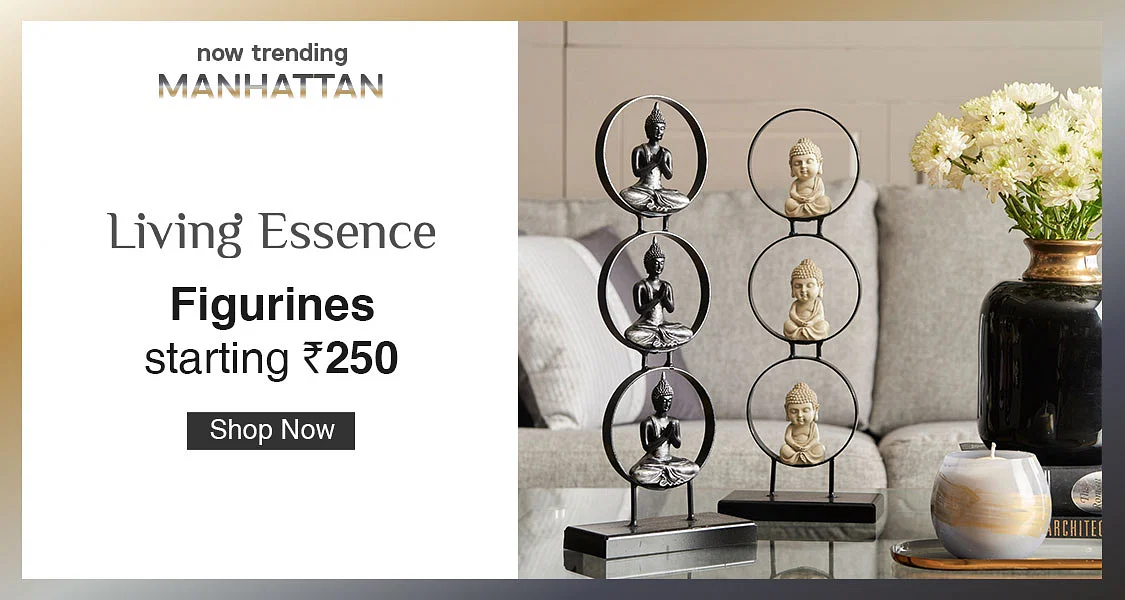 now trending
MANHATTAN
Living Essence
Figurines
starting ₹250
Shop Now
ARCHITEC